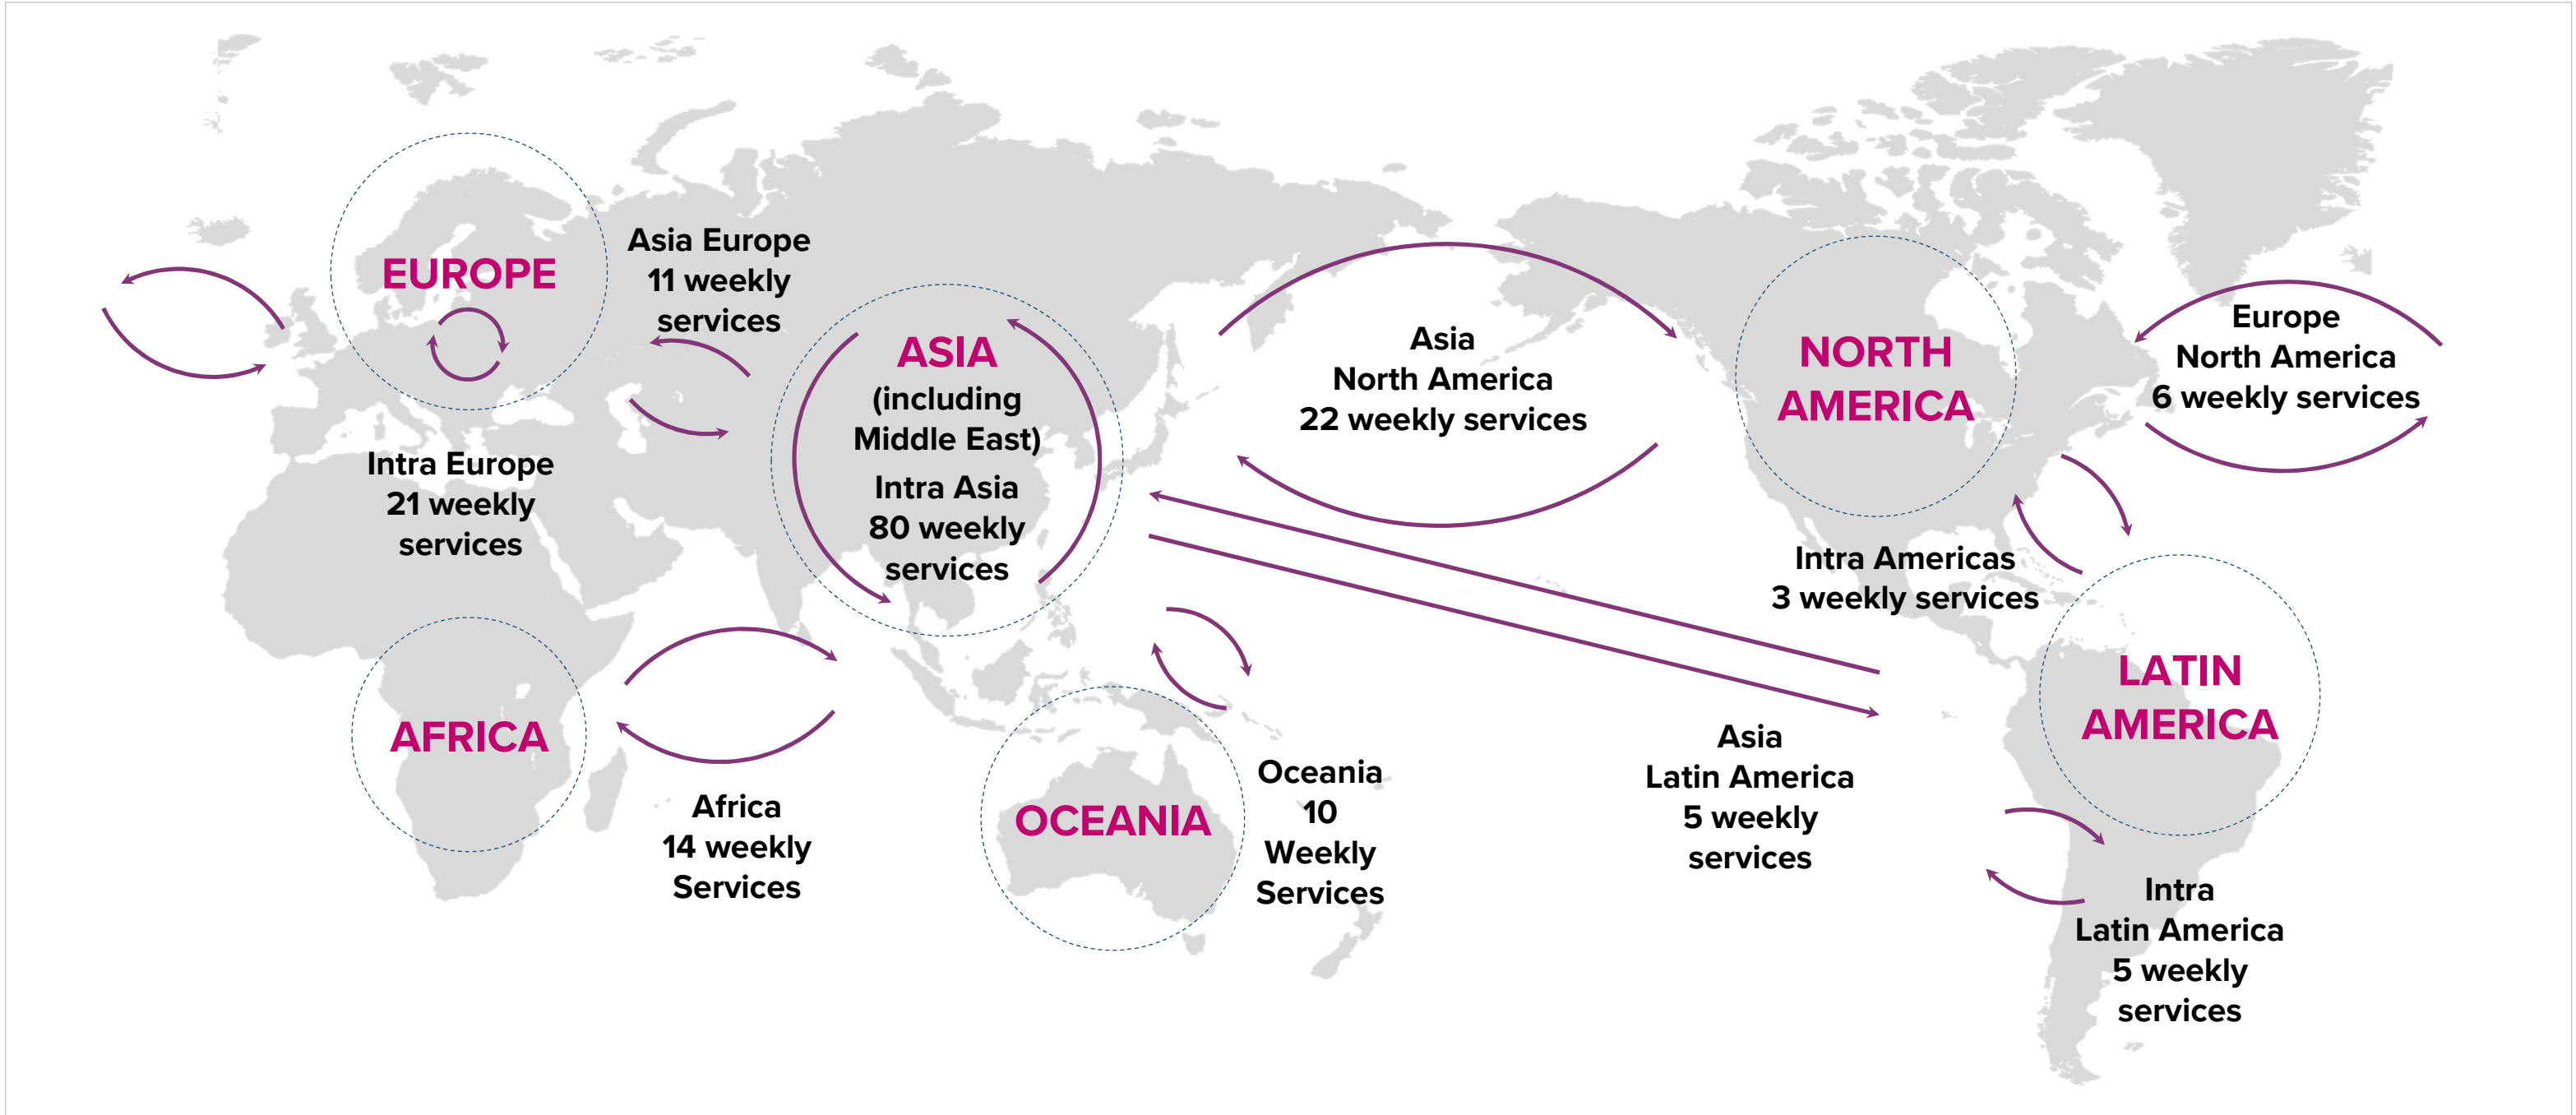 EUROPE
Asia Europe
11 weekly
services
Intra Europe
21 weekly
services
ASIA
(including
Middle East)
Intra Asia
80 weekly
services
Asia
North America
22 weekly services
NORTH
AMERICA
Europe
North America
6 weekly services
Intra Americas
3 weekly services
LATIN
AMERICA
AFRICA
Africa
14 weekly
Services
OCEANIA
Oceania
10
Weekly
Services
Asia
Latin America
5 weekly
services
Intra
Latin America
5 weekly
services